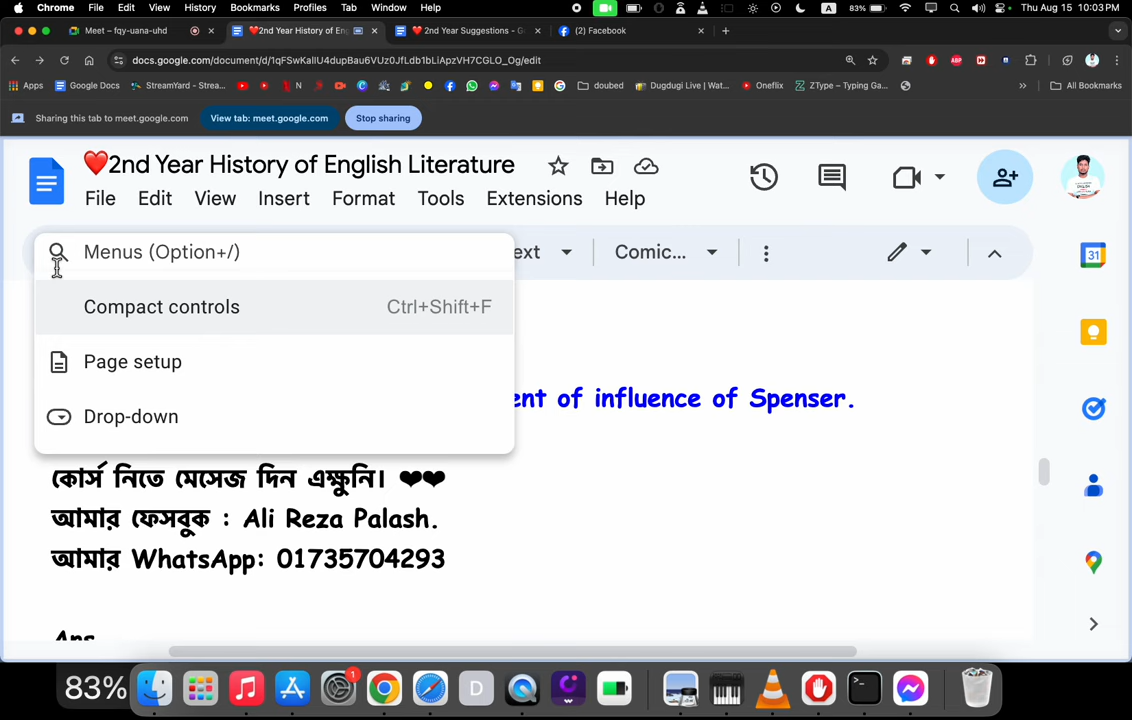 Chrome File Edit View History Bookmarks Profiles Tab Window Help A 83% Thu Aug 15 10:03 PM
Meet – fqy-uana-uhd ❤️2nd Year History of Eng ❤️ 2nd Year Suggestions - G (1) Facebook
docs.google.com/document/d/1qFSwKalIU4dupBau6VUz0JfLdb1bLiApzVH7CGLO_Og/edit
Apps Google Docs StreamYard - Strea... N doubed Dugdugi Live | Wat... Oneflix ZType – Typing Ga... All Bookmarks
Sharing this tab to meet.google.com View tab: meet.google.com Stop sharing
❤️2nd Year History of English Literature
File Edit View Insert Format Tools Extensions Help
Menus (Option+/) ext Comic...
Compact controls Ctrl+Shift+F
Page setup
ent of influence of Spenser.
Drop-down
কোর্স নিতে মেসেজ দিন এক্ষুনি। ❤❤
আমার ফেসবুক : Ali Reza Palash.
আমার WhatsApp: 01735704293
Ans
83%